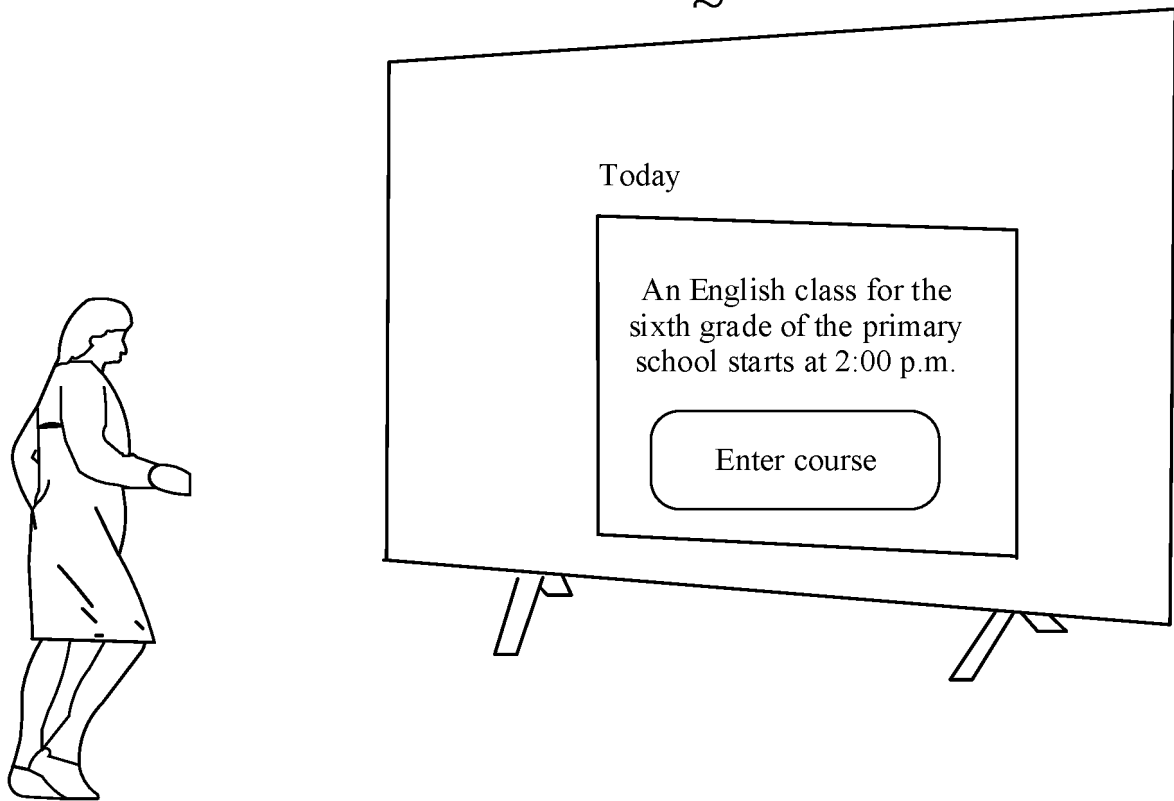 Today
An English class for the
sixth grade of the primary
school starts at 2:00 p.m.
Enter course